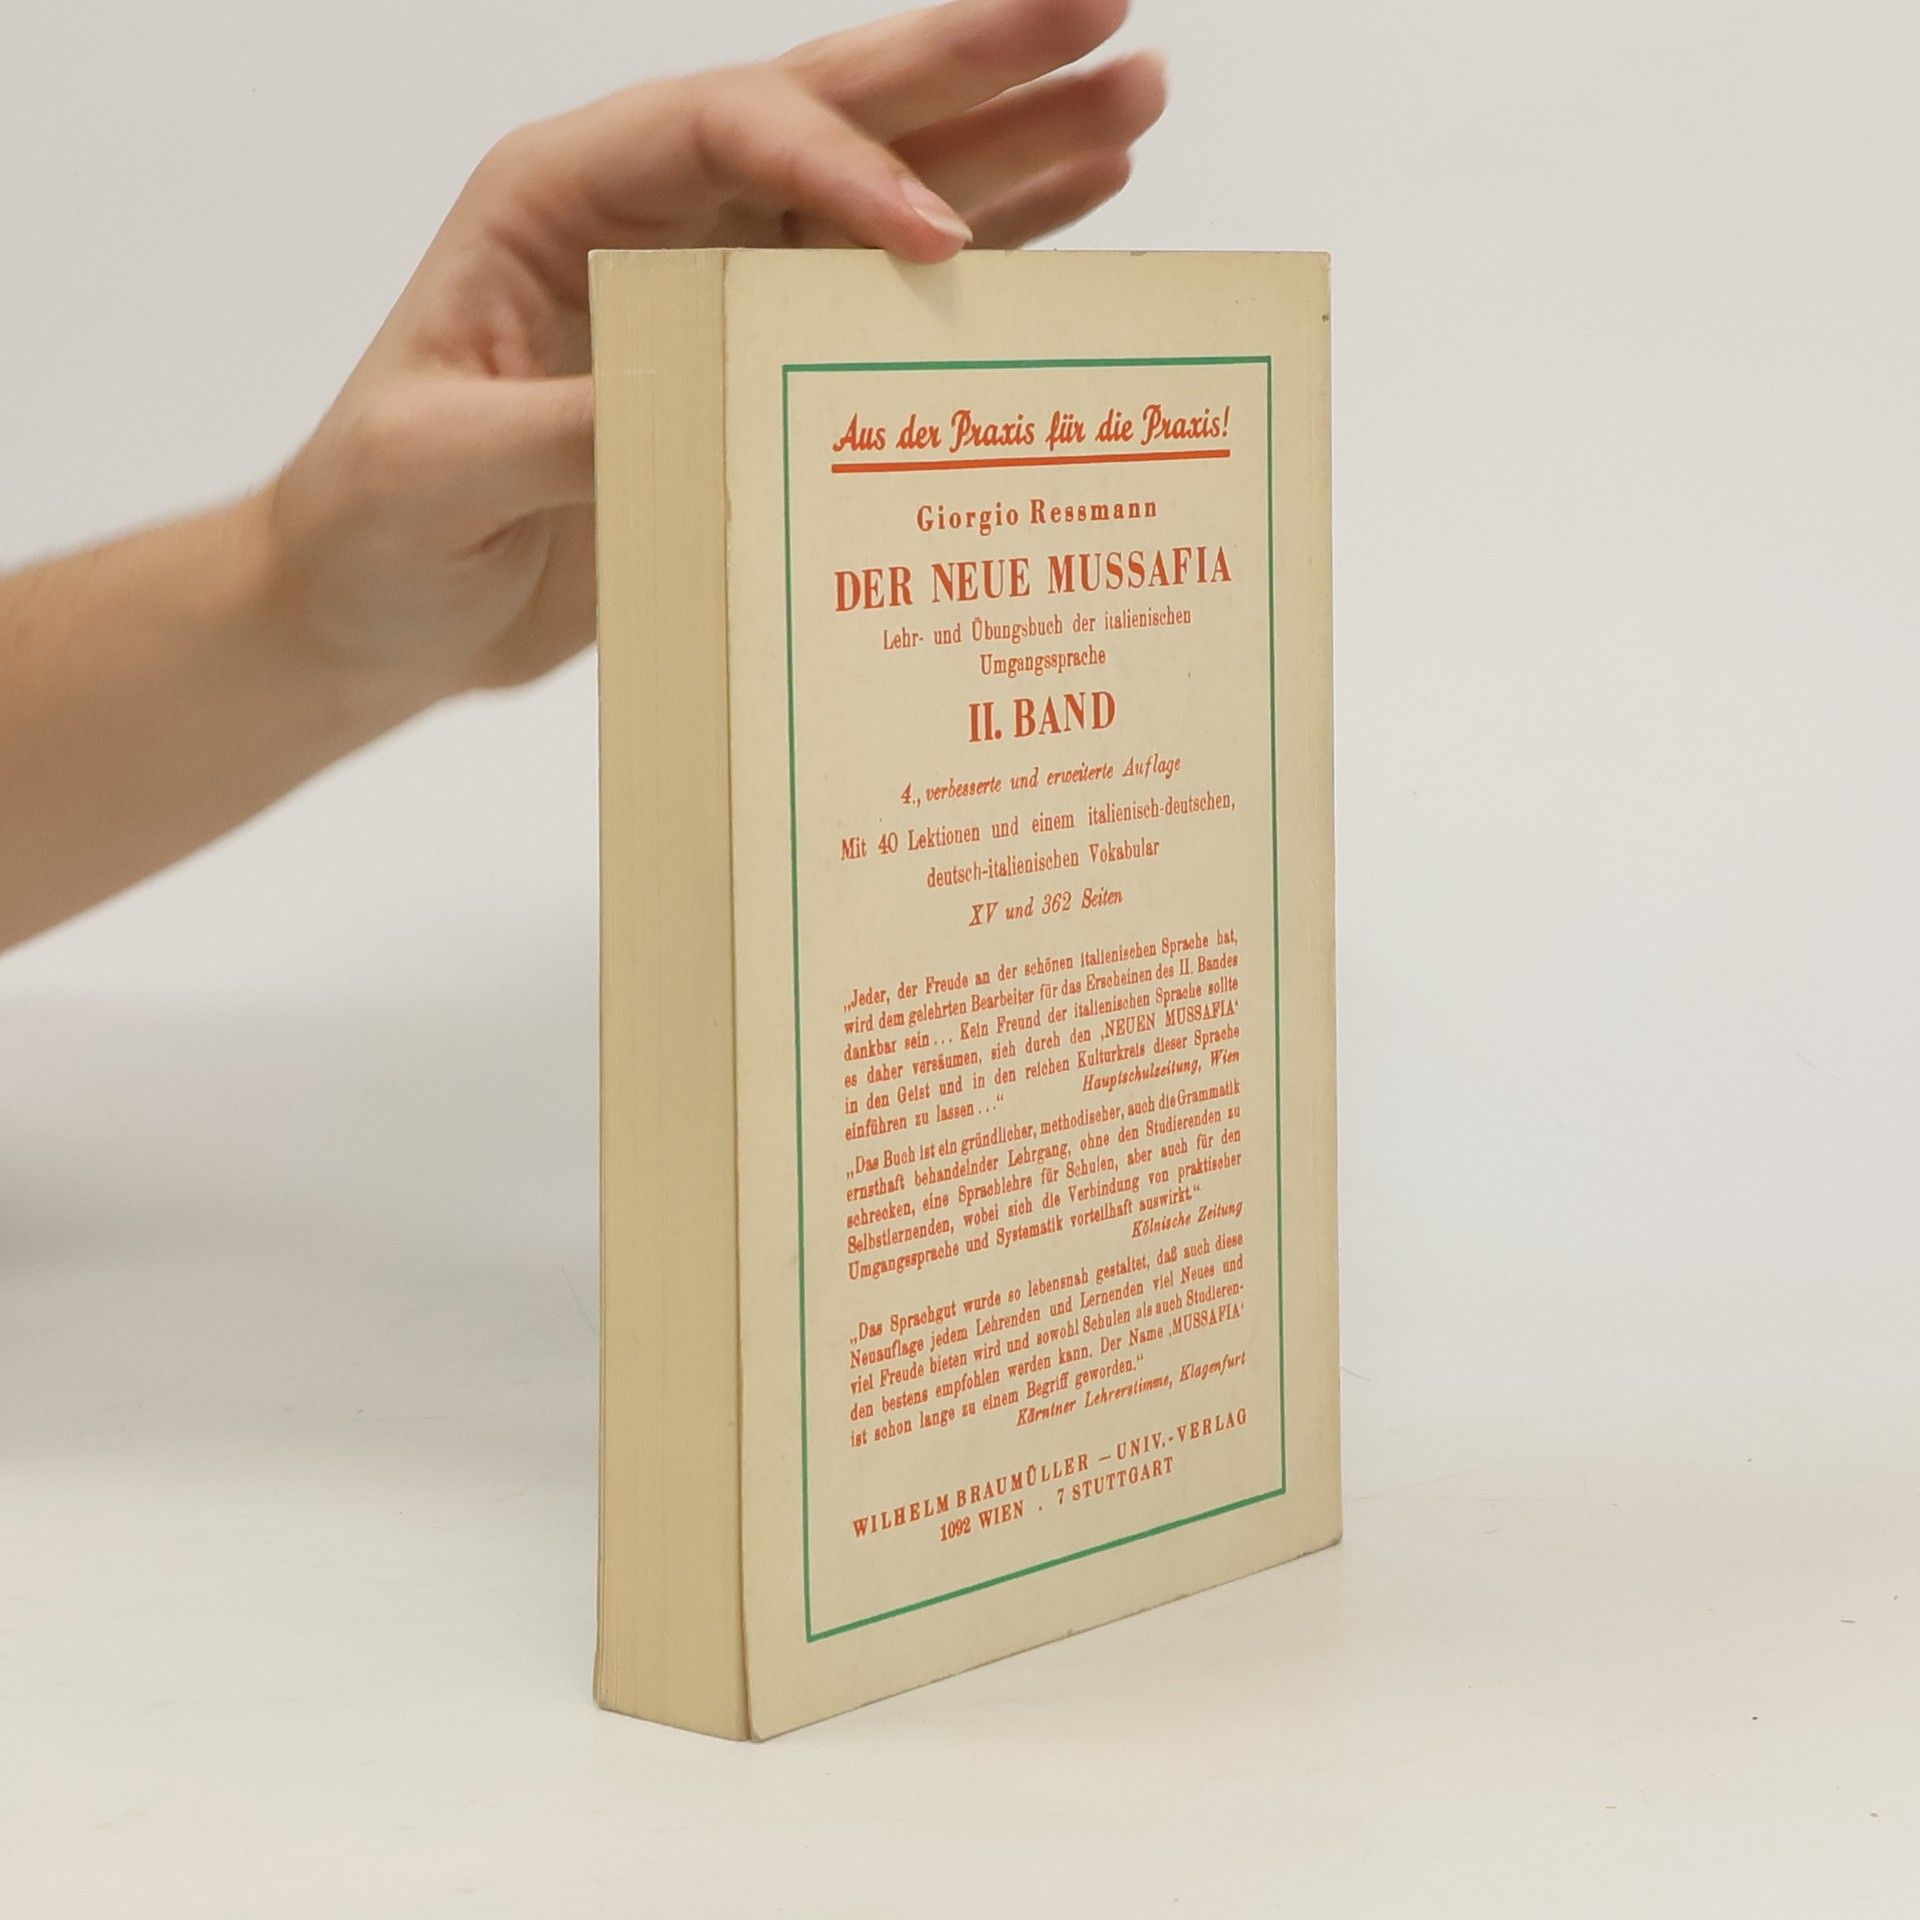 Aus der Praxis für die Praxis!
Giorgio Ressmann
DER NEUE MUSSAFIA
Lehr- und Übungsbuch der italienischen
Umgangssprache
II. BAND
4., verbesserte und erweiterte Auflage
Mit 40 Lektionen und einem italienisch-deutschen,
deutsch-italienischen Vokabular
XV und 362 Seiten
„Jeder, der Freude an der schönen italienischen Sprache hat,
wird dem gelehrten Bearbeiter für das Erscheinen des II. Bandes
dankbar sein... Kein Freund der italienischen Sprache sollte
es daher versäumen, sich durch den ‚NEUEN MUSSAFIA‘
in den Geist und in den reichen Kulturkreis dieser Sprache
einführen zu lassen...“ Hauptschulzeitung, Wien
„Das Buch ist ein gründlicher, methodischer, auch die Grammatik
ernsthaft behandelnder Lehrgang, ohne den Studierenden zu
schrecken, eine Sprachlehre für Schulen, aber auch für den
Selbstlernenden, wobei sich die Verbindung von praktischer
Umgangssprache und Systematik vorteilhaft auswirkt.“
Kölnische Zeitung
„Das Sprachgut wurde so lebensnah gestaltet, daß auch diese
Neuauflage jedem Lehrenden und Lernenden viel Neues und
viel Freude bieten wird und sowohl Schulen als auch Studieren-
den bestens empfohlen werden kann. Der Name ‚MUSSAFIA‘
ist schon lange zu einem Begriff geworden.“
Kärntner Lehrerstimme, Klagenfurt
WILHELM BRAUMÜLLER — UNIV.-VERLAG
1092 WIEN · 7 STUTTGART